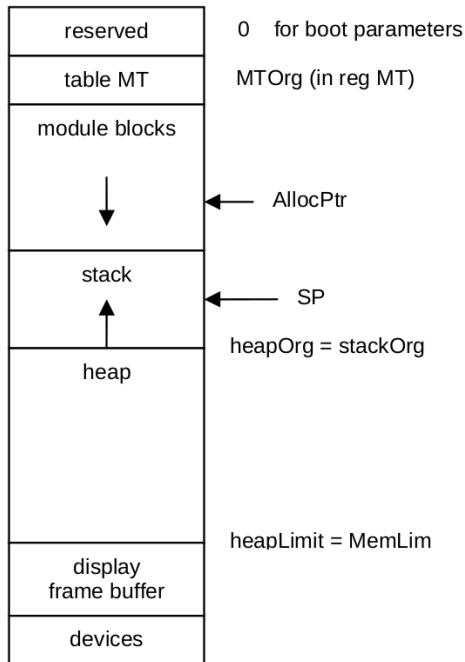 reserved 0 for boot parameters
table MT MTOrg (in reg MT)
module blocks
AllocPtr
stack
SP
heapOrg = stackOrg
heap
heapLimit = MemLim
display
frame buffer
devices